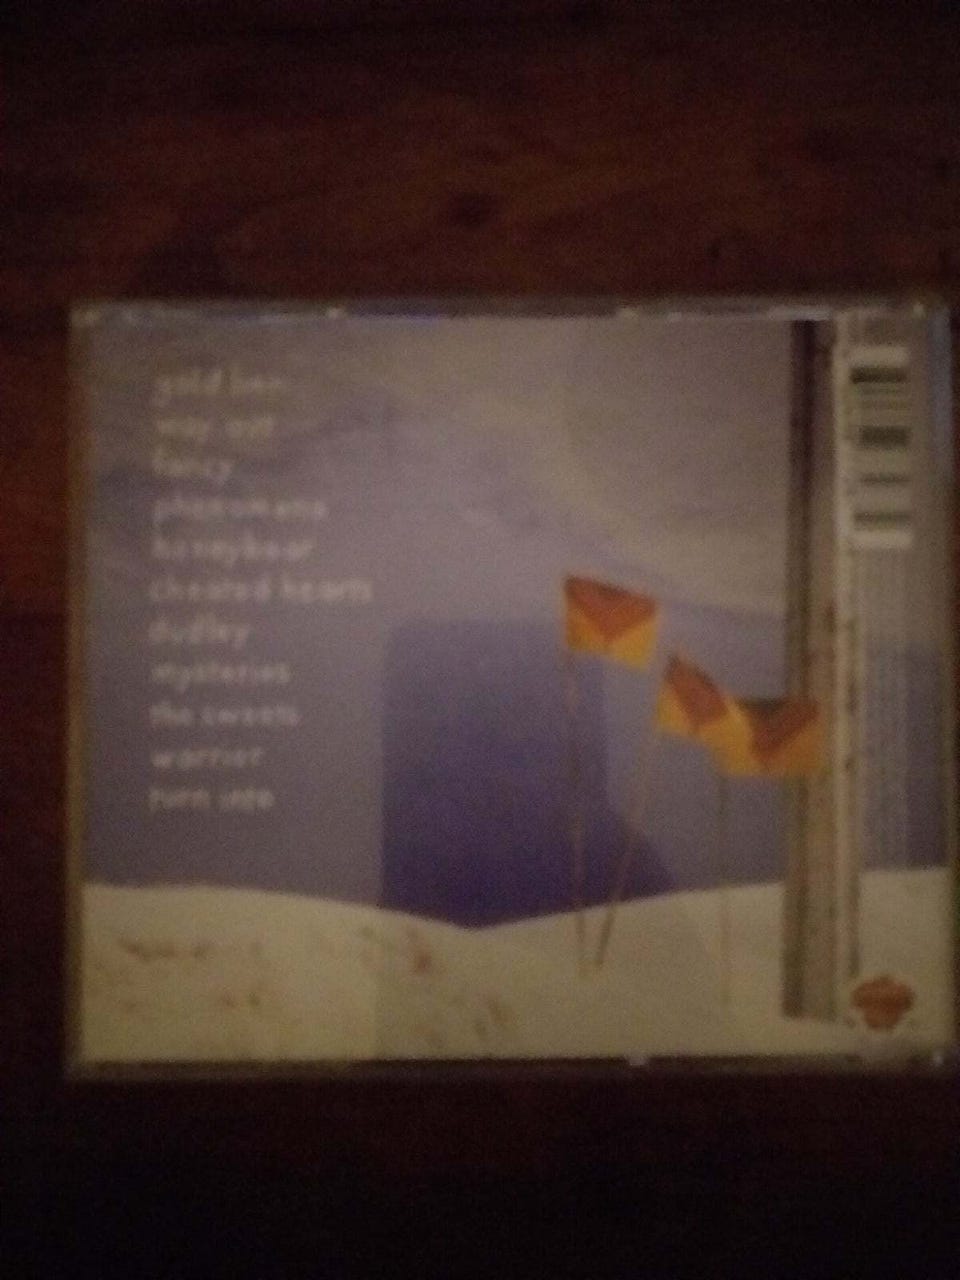 gold lion
way out
fancy
phenomena
honeybear
cheated hearts
dudley
mysteries
the sweets
warrior
turn into